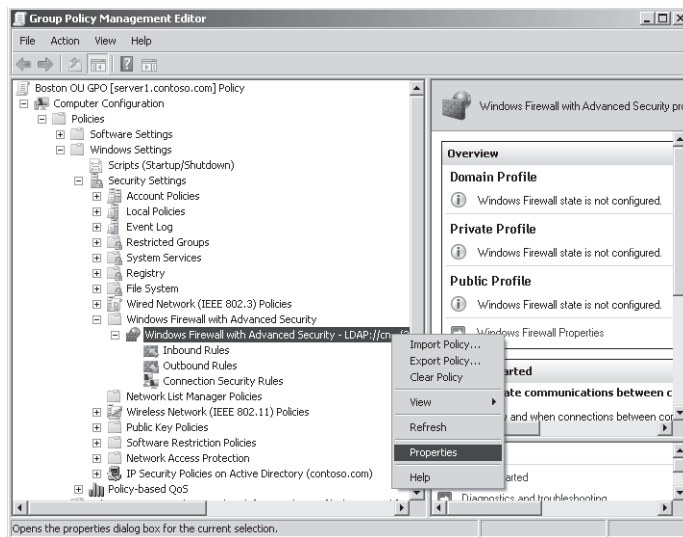 Group Policy Management Editor
File Action View Help
Boston OU GPO [server1.contoso.com] Policy
Computer Configuration
Policies
Software Settings
Windows Settings
Scripts (Startup/Shutdown)
Security Settings
Account Policies
Local Policies
Event Log
Restricted Groups
System Services
Registry
File System
Wired Network (IEEE 802.3) Policies
Windows Firewall with Advanced Security
Windows Firewall with Advanced Security - LDAP://cn
Inbound Rules
Outbound Rules
Connection Security Rules
Network List Manager Policies
Wireless Network (IEEE 802.11) Policies
Public Key Policies
Software Restriction Policies
Network Access Protection
IP Security Policies on Active Directory (contoso.com)
Policy-based QoS
Import Policy...
Export Policy...
Clear Policy
View
Refresh
Properties
Help
Windows Firewall with Advanced Security pr
Overview
Domain Profile
Windows Firewall state is not configured.
Private Profile
Windows Firewall state is not configured.
Public Profile
Windows Firewall state is not configured.
Windows Firewall Properties
arted
ate communications between c
and when connections between cor
arted
Diagnostics and troubleshooting
Opens the properties dialog box for the current selection.